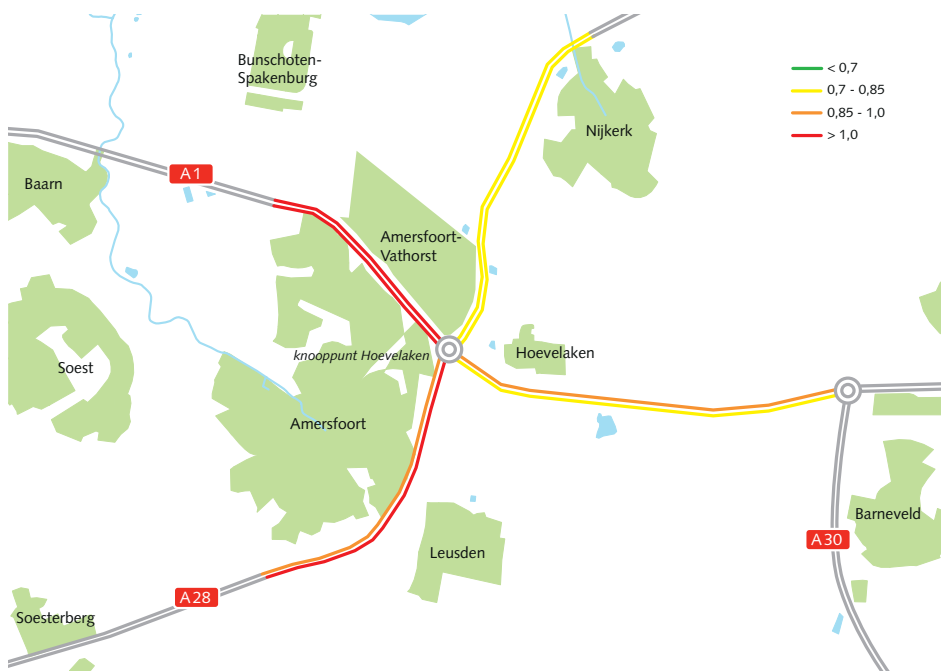 Bunschoten-
Spakenburg
< 0,7
0,7 - 0,85
0,85 - 1,0
> 1,0
Nijkerk
A1
Baarn
Amersfoort-
Vathorst
knooppunt Hoevelaken
Hoevelaken
Soest
Amersfoort
Barneveld
A30
Leusden
A28
Soesterberg